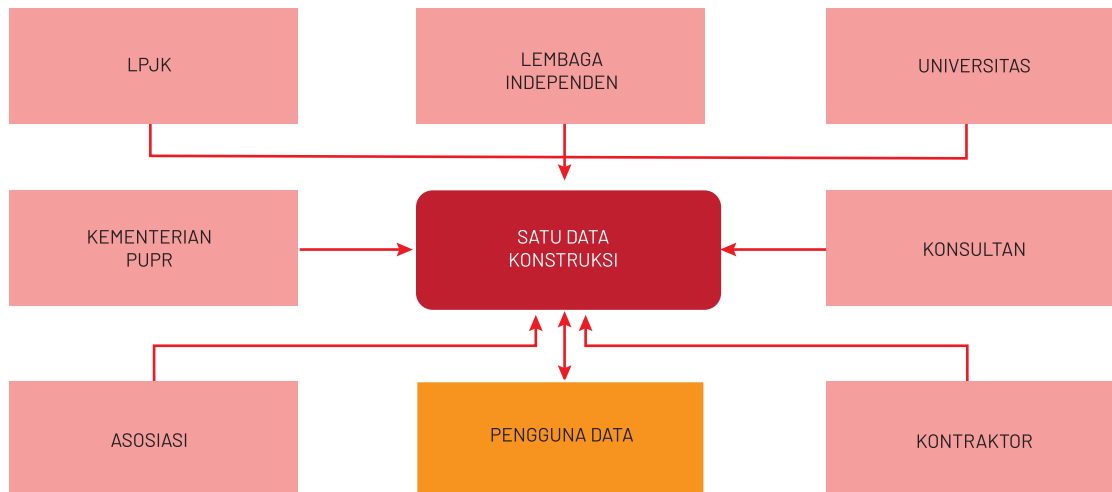 LPJK
LEMBAGA
INDEPENDEN
UNIVERSITAS
KEMENTERIAN
PUPR
SATU DATA
KONSTRUKSI
KONSULTAN
ASOSIASI
PENGGUNA DATA
KONTRAKTOR